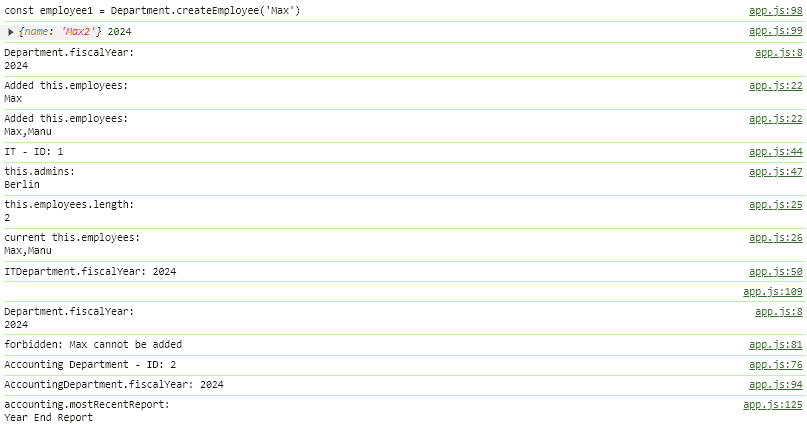 const employee1 = Department.createEmployee('Max') app.js:98
{name: 'Max2'} 2024 app.js:99
Department.fiscalYear: app.js:8
2024
Added this.employees: app.js:22
Max
Added this.employees: app.js:22
Max,Manu
IT - ID: 1 app.js:44
this.admins: app.js:47
Berlin
this.employees.length: app.js:25
2
current this.employees: app.js:26
Max,Manu
ITDepartment.fiscalYear: 2024 app.js:50
app.js:109
Department.fiscalYear: app.js:8
2024
forbidden: Max cannot be added app.js:81
Accounting Department - ID: 2 app.js:76
AccountingDepartment.fiscalYear: 2024 app.js:94
accounting.mostRecentReport: app.js:125
Year End Report